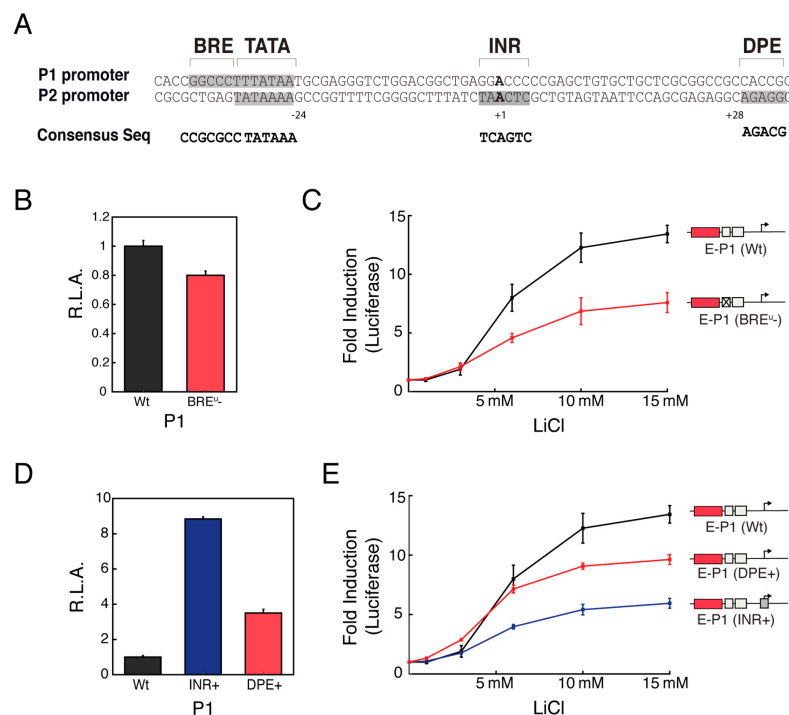 A
BRE TATA INR DPE
P1 promoter CACCGGCCCTTTATAATGCGAGGGTCTGGACGGCTGAGGACCCCCGAGCTGTGCTGCTCGCGGCCGCCACCGC
P2 promoter CGCGCTGAGTATAAAAGCCGGTTTTCGGGGCTTTATCTAACTCGCTGTAGTAATTCCAGCGAGAGGCAGAGGC
-24 +1 +28
Consensus Seq CCGCGCC TATAAA TCAGTC AGACG
B
R.L.A.
1.2
1
0.8
0.6
0.4
0.2
0
Wt BREᵘ-
P1
C
Fold Induction
(Luciferase)
15
10
5
0
5 mM 10 mM 15 mM
LiCl
E-P1 (Wt)
E-P1 (BREᵘ-)
D
R.L.A.
10
8
6
4
2
0
Wt INR+ DPE+
P1
E
Fold Induction
(Luciferase)
15
10
5
0
5 mM 10 mM 15 mM
LiCl
E-P1 (Wt)
E-P1 (DPE+)
E-P1 (INR+)